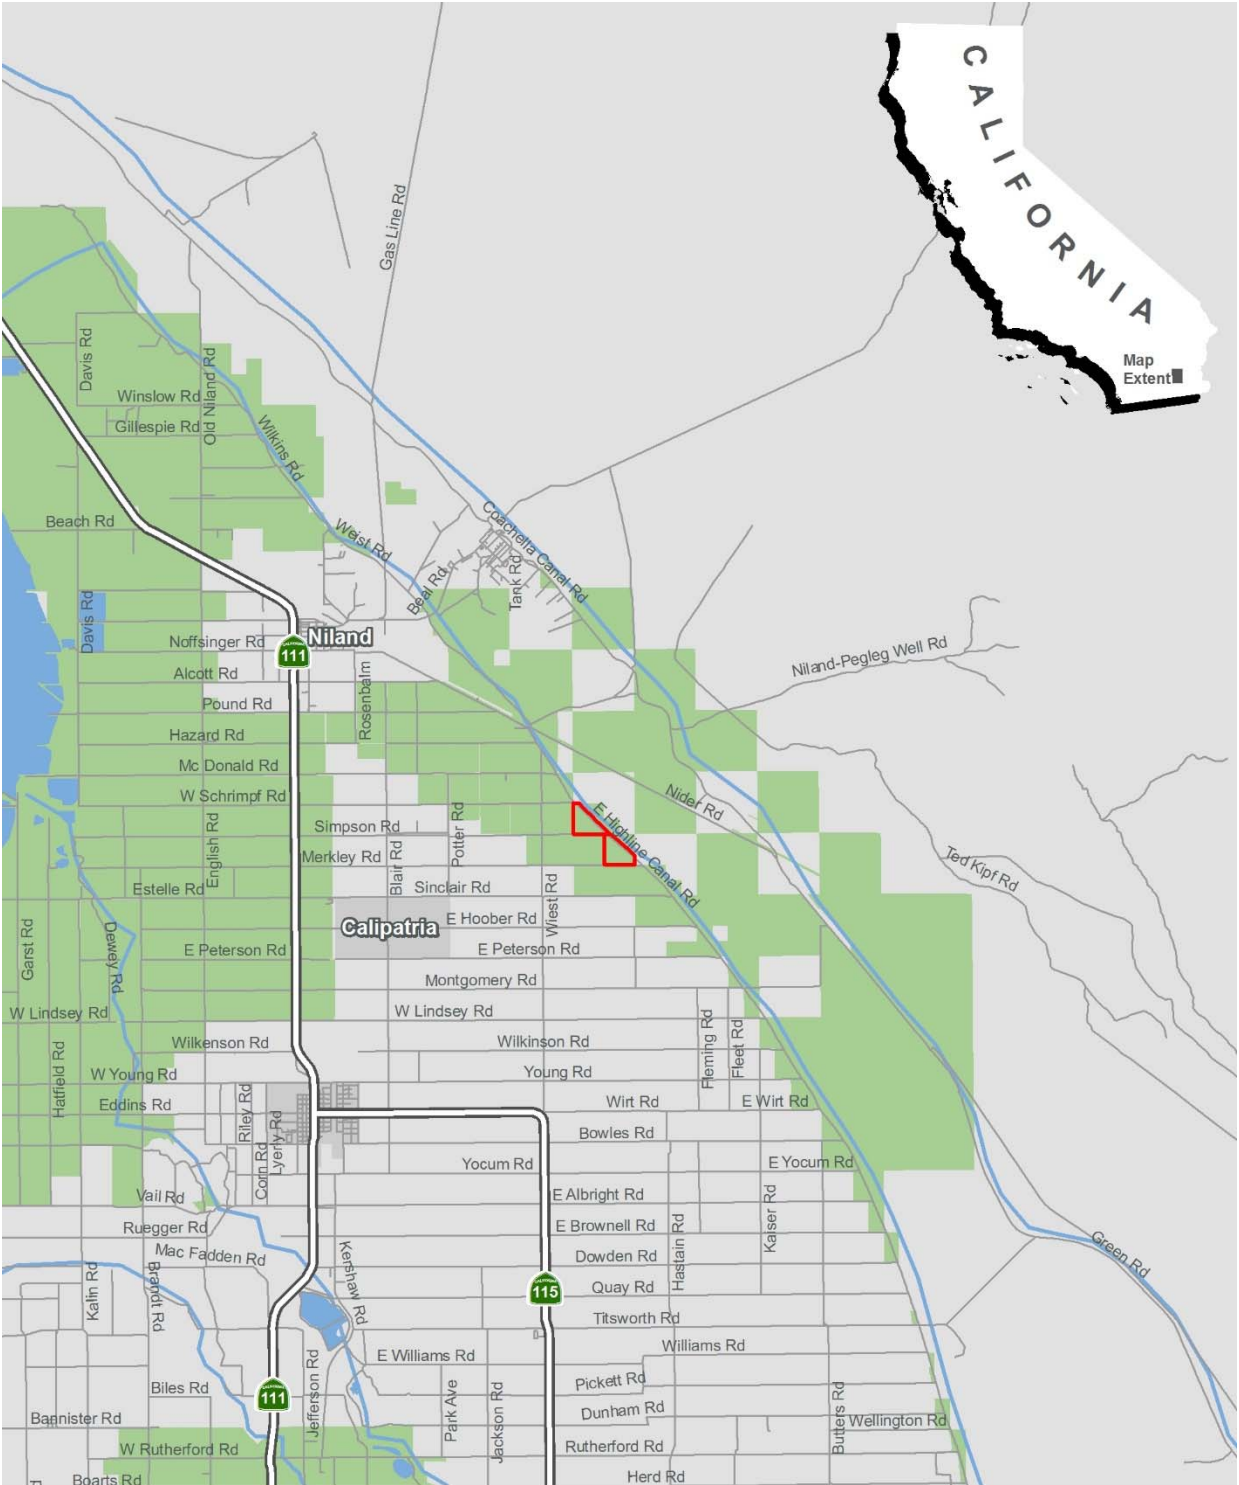 CALIFORNIA
Map
Extent
Gas Line Rd
Davis Rd
Old Niland Rd
Winslow Rd
Gillespie Rd
Wilkins Rd
Beach Rd
Weist Rd
Coachella Canal Rd
Beal Rd
Tank Rd
Davis Rd
Noffsinger Rd
Niland
CALIFORNIA
111
Alcott Rd
Rosenbalm
Niland-Pegleg Well Rd
Pound Rd
Hazard Rd
Mc Donald Rd
W Schrimpf Rd
Nider Rd
English Rd
Simpson Rd
Potter Rd
E Highline Canal Rd
Merkley Rd
Blair Rd
Ted Kipf Rd
Estelle Rd
Sinclair Rd
Wiest Rd
Garst Rd
Dewey Rd
Calipatria
E Hoober Rd
E Peterson Rd
E Peterson Rd
Montgomery Rd
W Lindsey Rd
W Lindsey Rd
Fleming Rd
Fleet Rd
Wilkenson Rd
Wilkinson Rd
Hatfield Rd
W Young Rd
Young Rd
Eddins Rd
Riley Rd
Wirt Rd
E Wirt Rd
Lyerly Rd
Corn Rd
Bowles Rd
Yocum Rd
E Yocum Rd
Vail Rd
E Albright Rd
Kaiser Rd
Ruegger Rd
E Brownell Rd
Hastain Rd
Mac Fadden Rd
Kershaw Rd
Dowden Rd
Green Rd
Kalin Rd
Brandt Rd
CALIFORNIA
115
Quay Rd
Titsworth Rd
E Williams Rd
Williams Rd
Jefferson Rd
Biles Rd
CALIFORNIA
111
Park Ave
Jackson Rd
Pickett Rd
Butters Rd
Bannister Rd
Dunham Rd
Wellington Rd
W Rutherford Rd
Rutherford Rd
Boarts Rd
Herd Rd